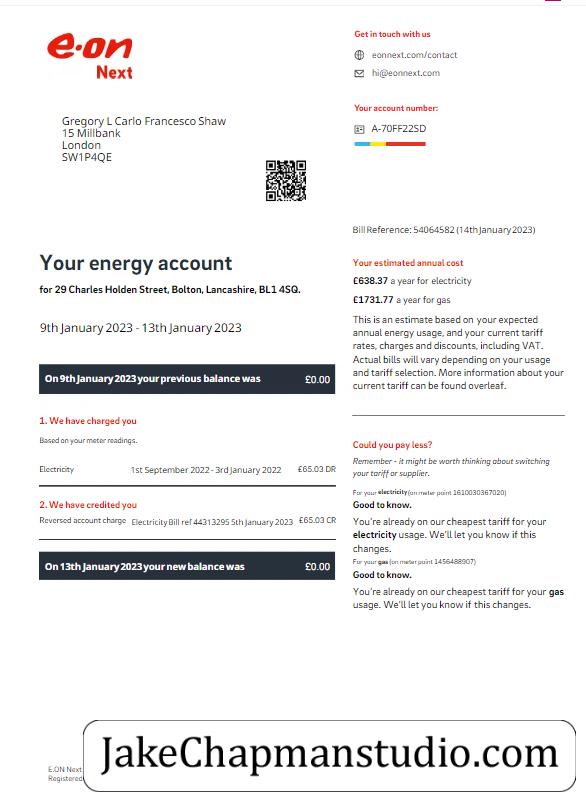 e·on
Next
Gregory L Carlo Francesco Shaw
15 Millbank
London
SW1P4QE
Get in touch with us
eonnext.com/contact
hi@eonnext.com
Your account number:
A-70FF22SD
Bill Reference: 54064582 (14th January 2023)
Your energy account
for 29 Charles Holden Street, Bolton, Lancashire, BL1 4SQ.
9th January 2023 - 13th January 2023
On 9th January 2023 your previous balance was £0.00
1. We have charged you
Based on your meter readings.
Electricity 1st September 2022 - 3rd January 2022 £65.03 DR
2. We have credited you
Reversed account charge Electricity Bill ref 44313295 5th January 2023 £65.03 CR
On 13th January 2023 your new balance was £0.00
Your estimated annual cost
£638.37 a year for electricity
£1731.77 a year for gas
This is an estimate based on your expected
annual energy usage, and your current tariff
rates, charges and discounts, including VAT.
Actual bills will vary depending on your usage
and tariff selection. More information about your
current tariff can be found overleaf.
Could you pay less?
Remember - it might be worth thinking about switching
your tariff or supplier.
For your electricity (on meter point 1610030367020)
Good to know.
You're already on our cheapest tariff for your
electricity usage. We'll let you know if this
changes.
For your gas (on meter point 1456488907)
Good to know.
You're already on our cheapest tariff for your gas
usage. We'll let you know if this changes.
E.ON Next
Registered
JakeChapmanstudio.com